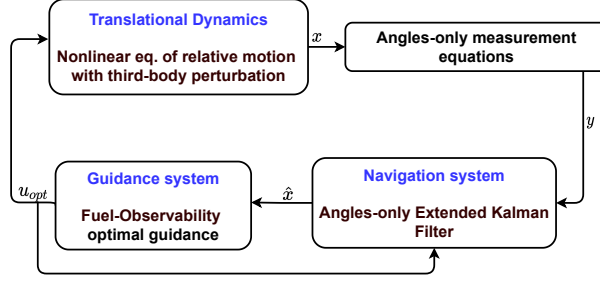 Translational Dynamics
Nonlinear eq. of relative motion
with third-body perturbation
x
Angles-only measurement
equations
y
Navigation system
Angles-only Extended Kalman
Filter
x̂
Guidance system
Fuel-Observability
optimal guidance
u_opt